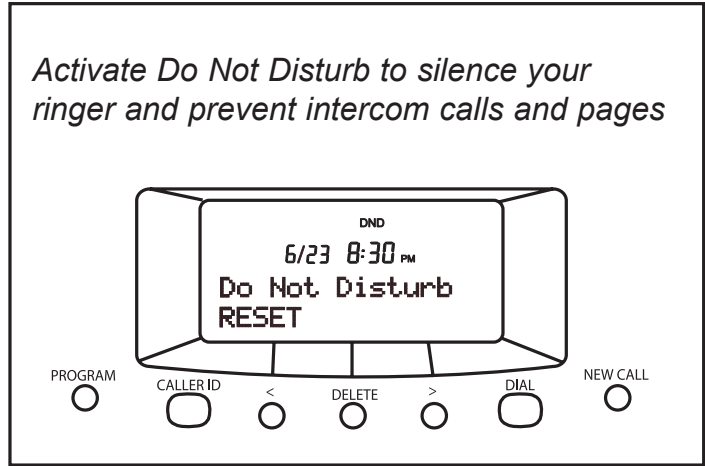 Activate Do Not Disturb to silence your
ringer and prevent intercom calls and pages
DND
6/23 8:30 PM
Do Not Disturb
RESET
PROGRAM CALLER ID < DELETE > DIAL NEW CALL